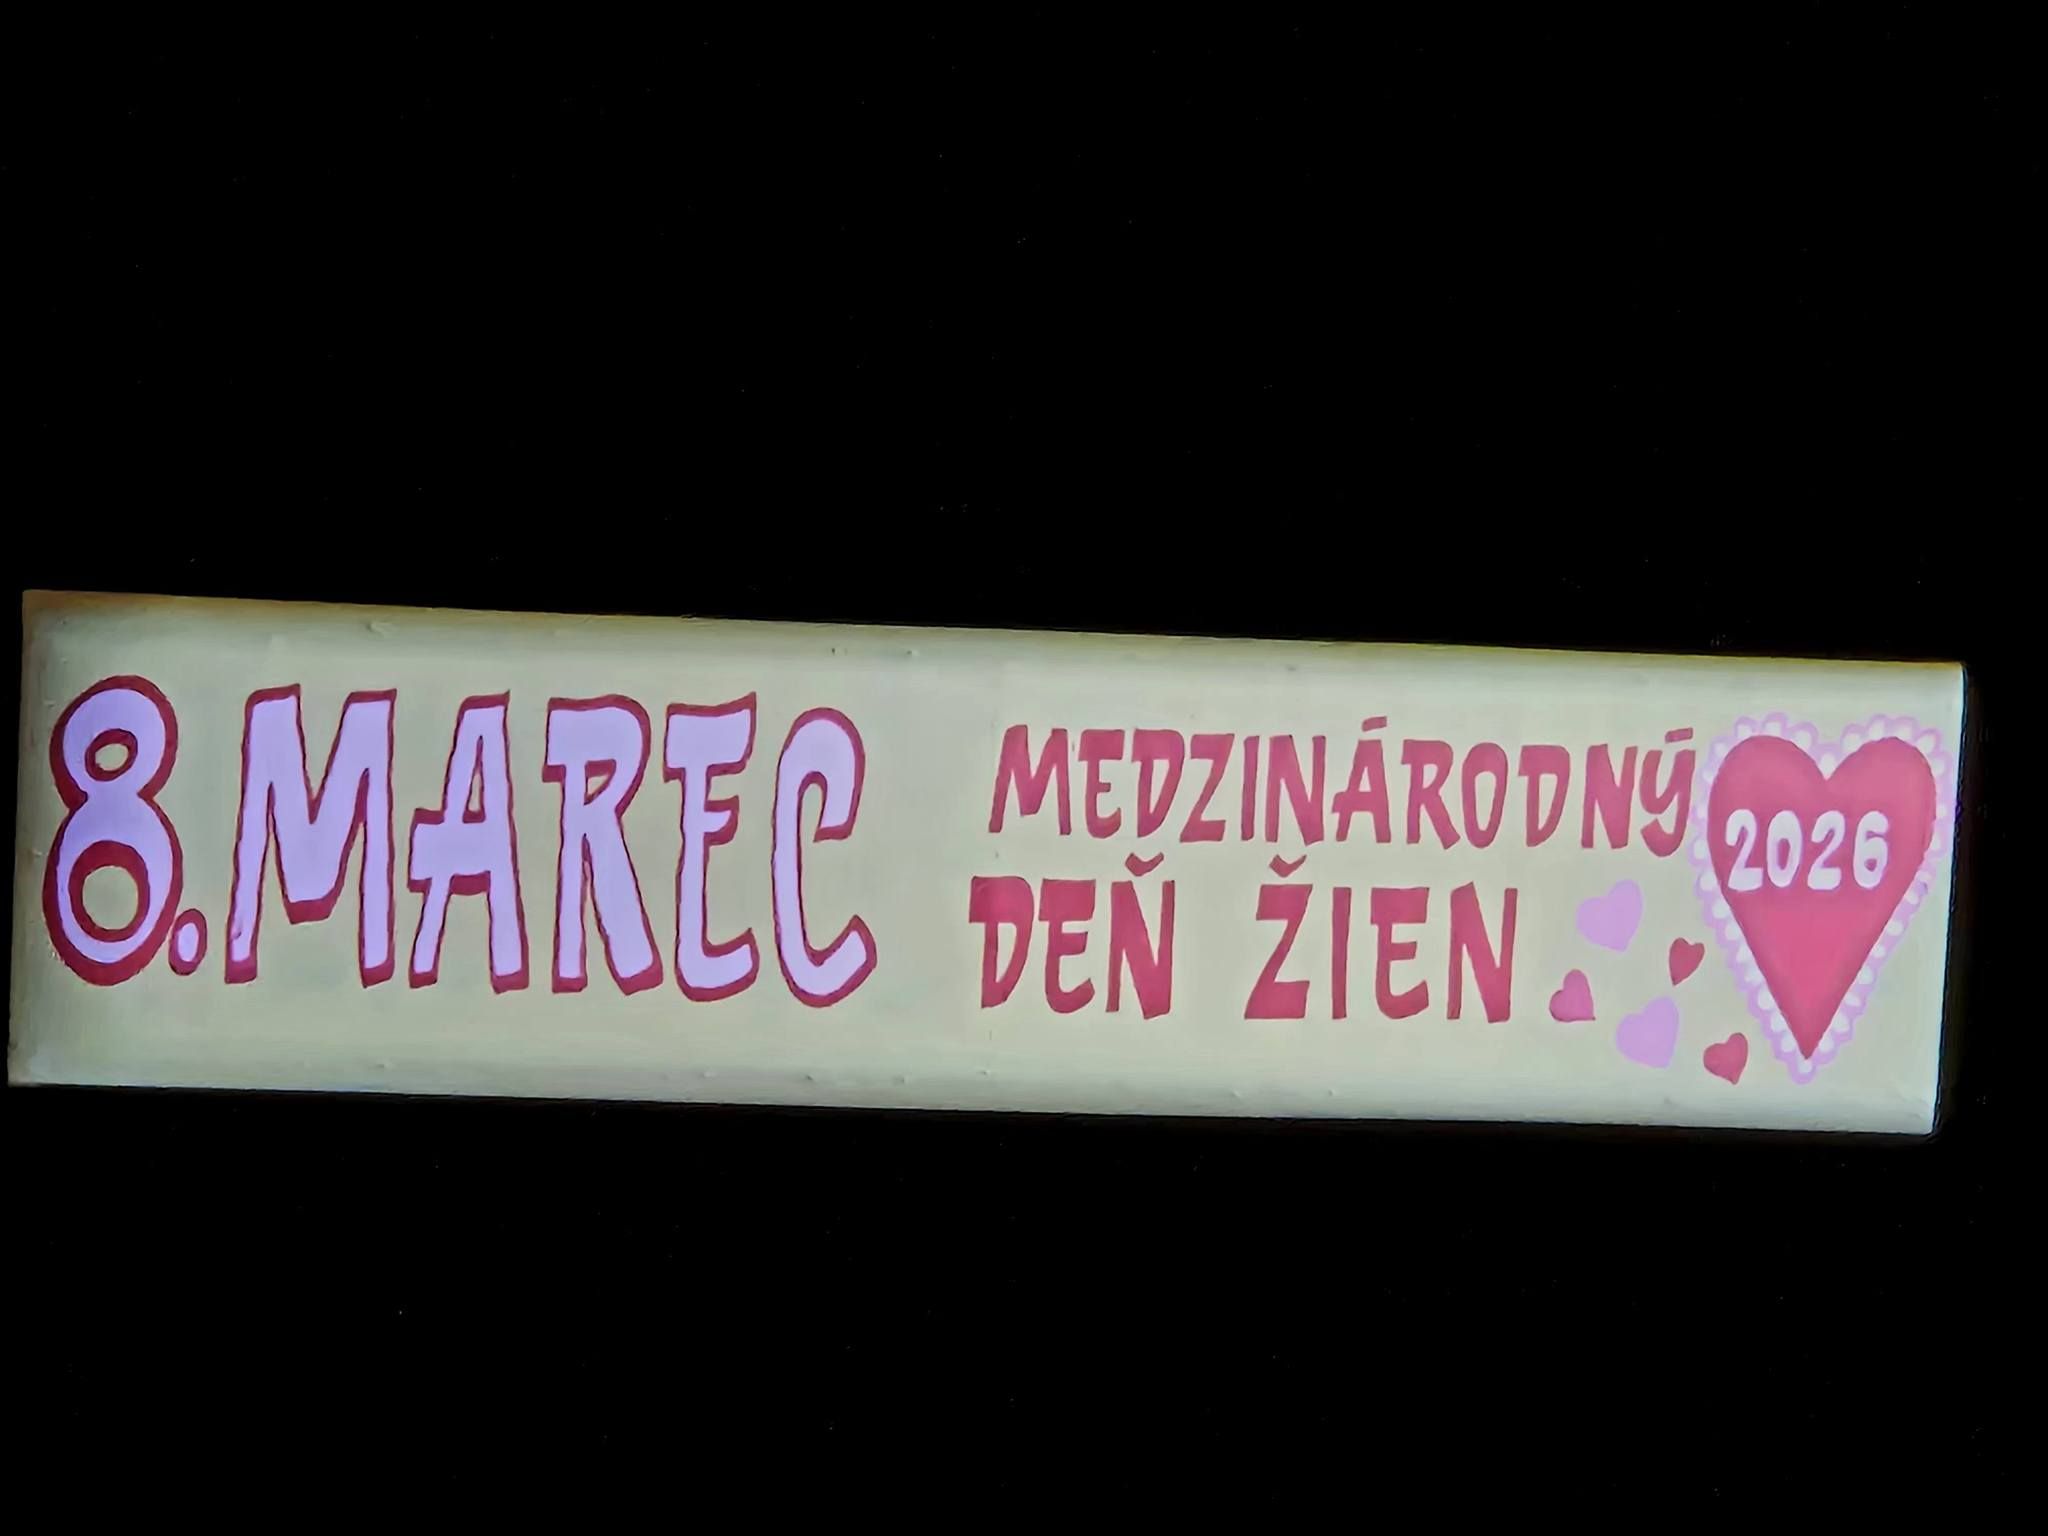 8. MAREC
MEDZINÁRODNÝ
DEŇ ŽIEN
2026